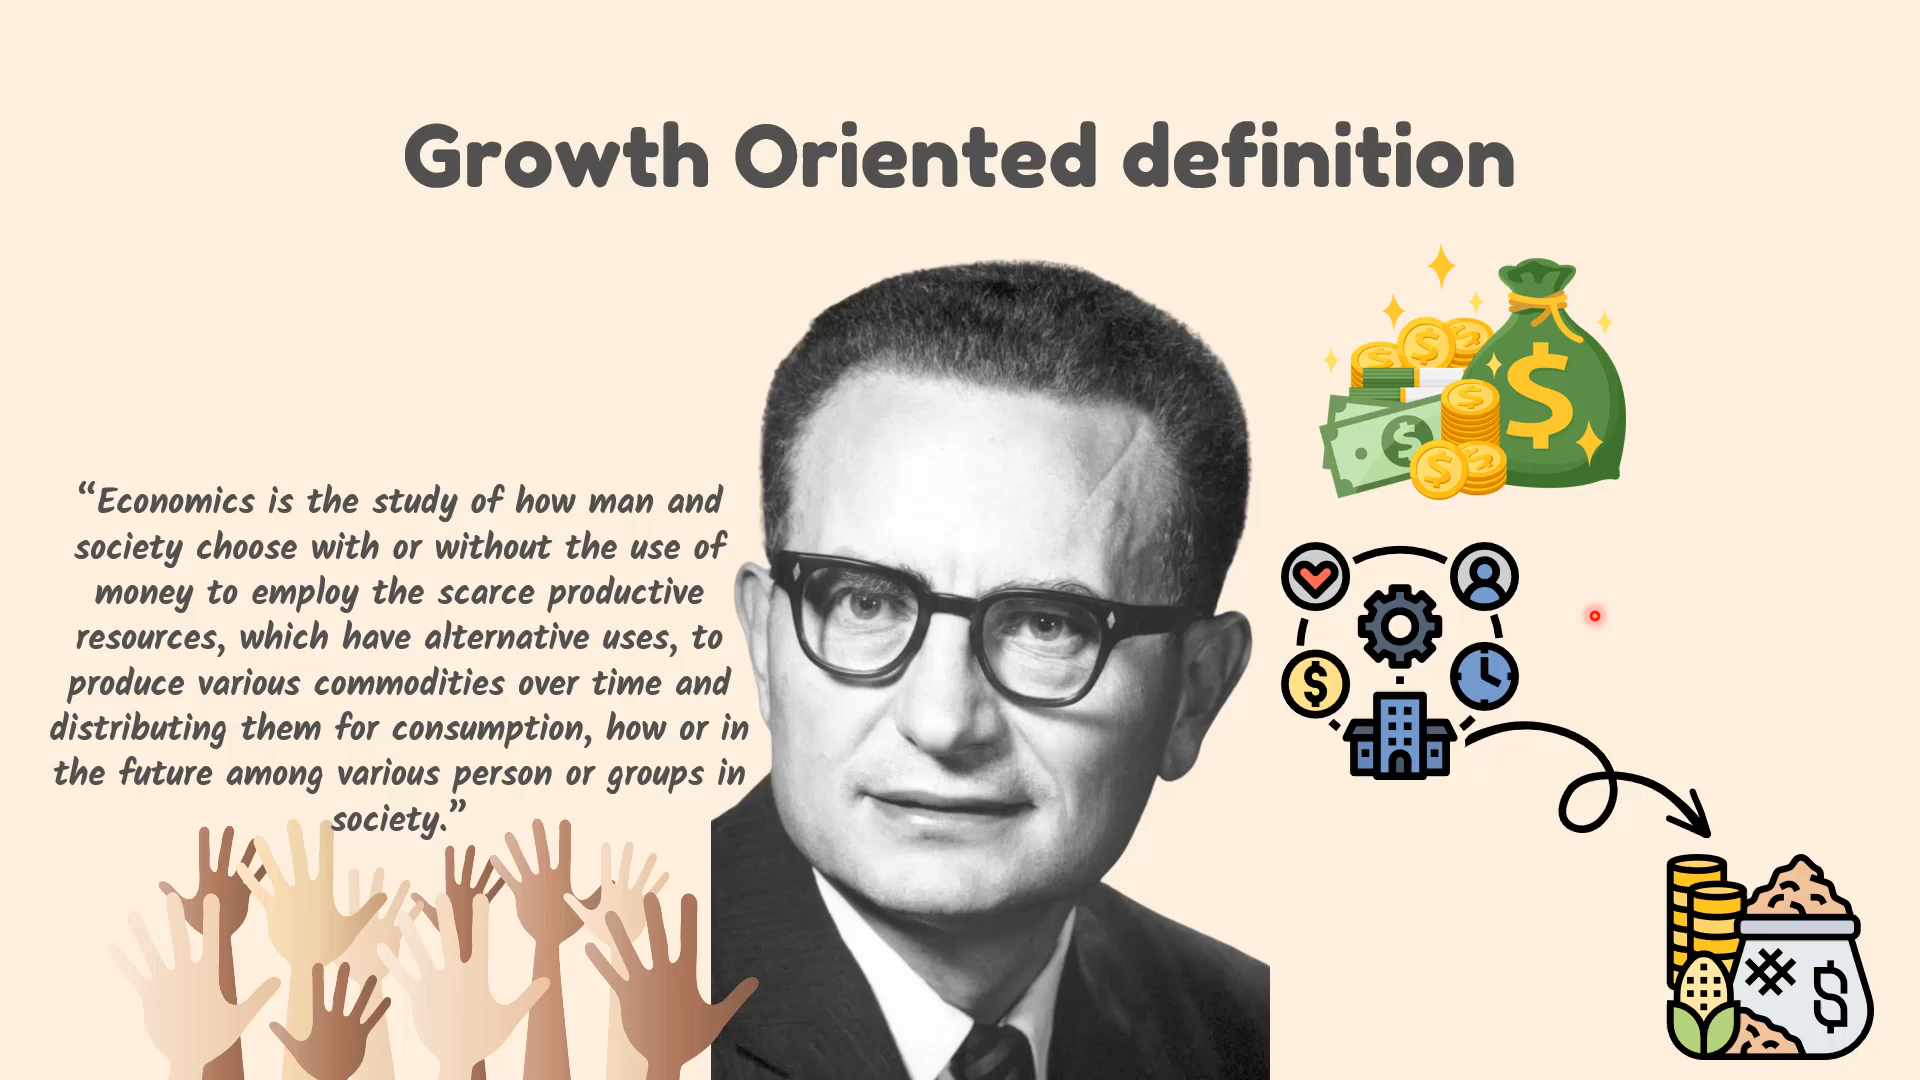 Growth Oriented definition
“Economics is the study of how man and
society choose with or without the use of
money to employ the scarce productive
resources, which have alternative uses, to
produce various commodities over time and
distributing them for consumption, how or in
the future among various person or groups in
society.”